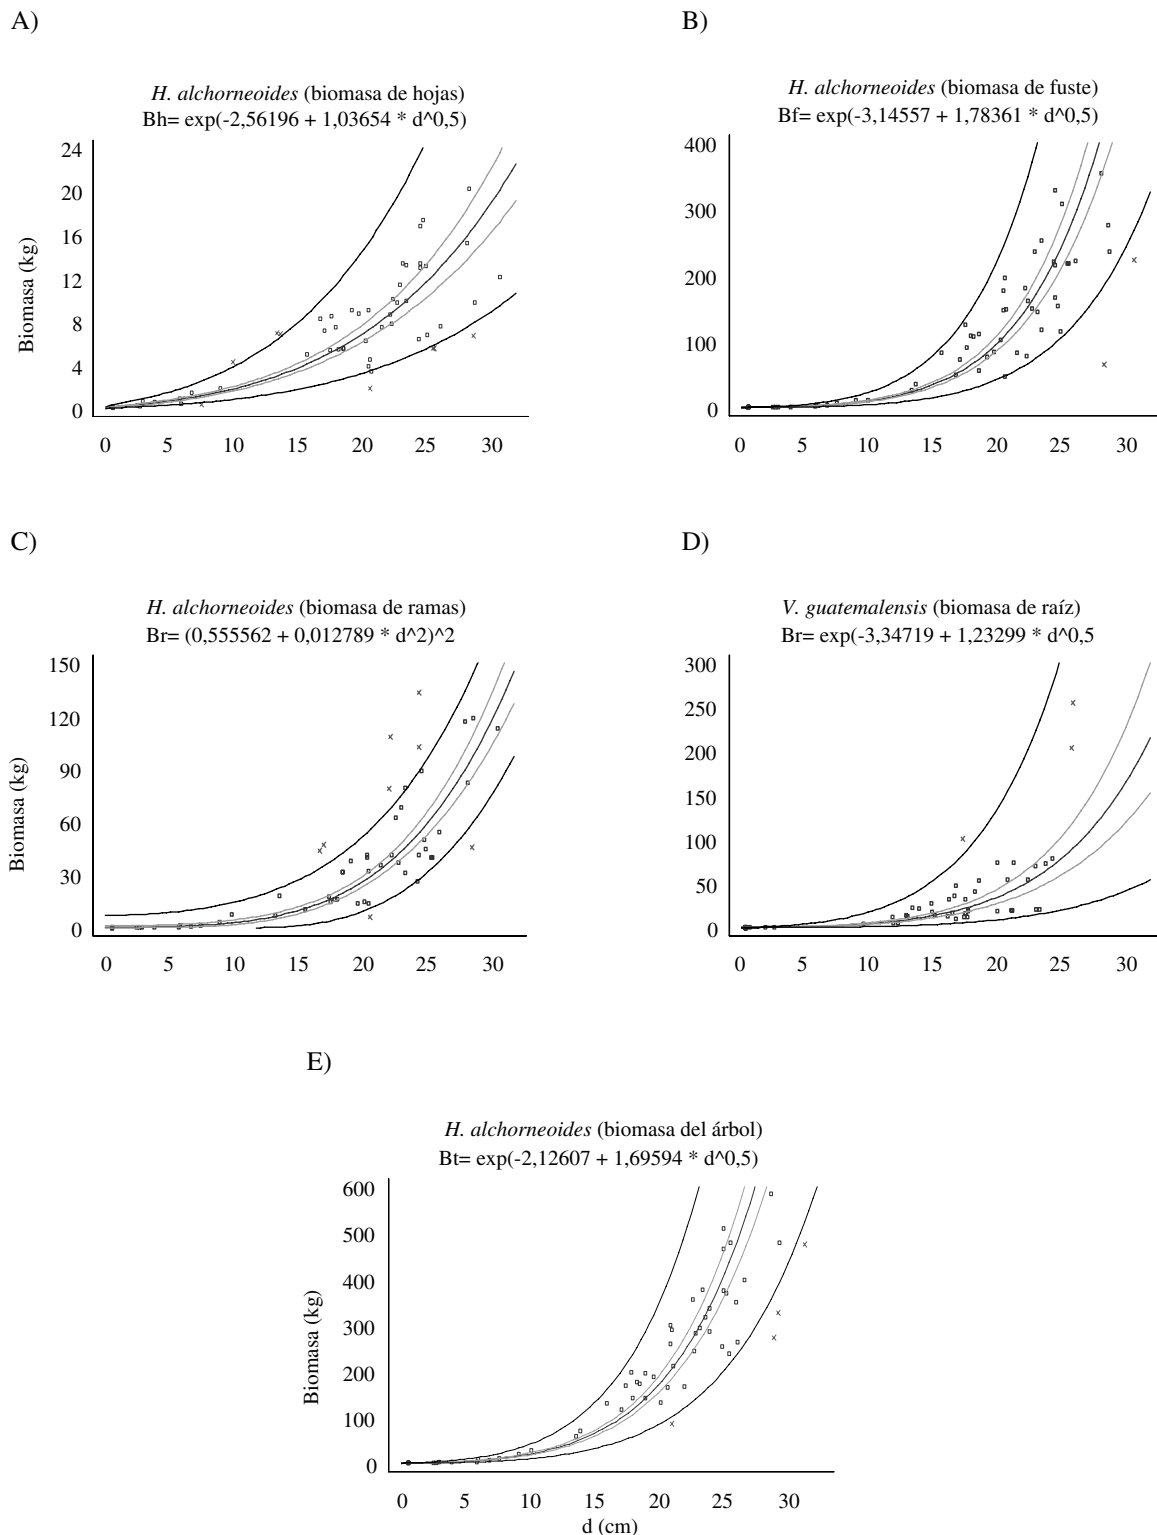 A)
H. alchorneoides (biomasa de hojas)
Bh= exp(-2,56196 + 1,03654 * d^0,5)
24
20
16
12
8
4
0
Biomasa (kg)
0 5 10 15 20 25 30
B)
H. alchorneoides (biomasa de fuste)
Bf= exp(-3,14557 + 1,78361 * d^0,5)
400
300
200
100
0
0 5 10 15 20 25 30
C)
H. alchorneoides (biomasa de ramas)
Br= (0,555562 + 0,012789 * d^2)^2
150
120
90
60
30
0
Biomasa (kg)
0 5 10 15 20 25 30
D)
V. guatemalensis (biomasa de raíz)
Br= exp(-3,34719 + 1,23299 * d^0,5
300
250
200
150
100
50
0
0 5 10 15 20 25 30
E)
H. alchorneoides (biomasa del árbol)
Bt= exp(-2,12607 + 1,69594 * d^0,5)
600
500
400
300
200
100
0
Biomasa (kg)
0 5 10 15 20 25 30
d (cm)